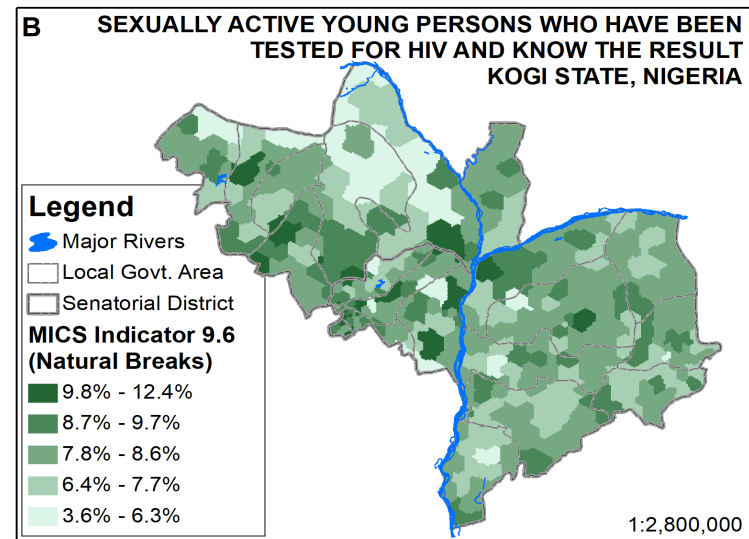 B
SEXUALLY ACTIVE YOUNG PERSONS WHO HAVE BEEN
TESTED FOR HIV AND KNOW THE RESULT
KOGI STATE, NIGERIA
Legend
Major Rivers
Local Govt. Area
Senatorial District
MICS Indicator 9.6
(Natural Breaks)
9.8% - 12.4%
8.7% - 9.7%
7.8% - 8.6%
6.4% - 7.7%
3.6% - 6.3%
1:2,800,000